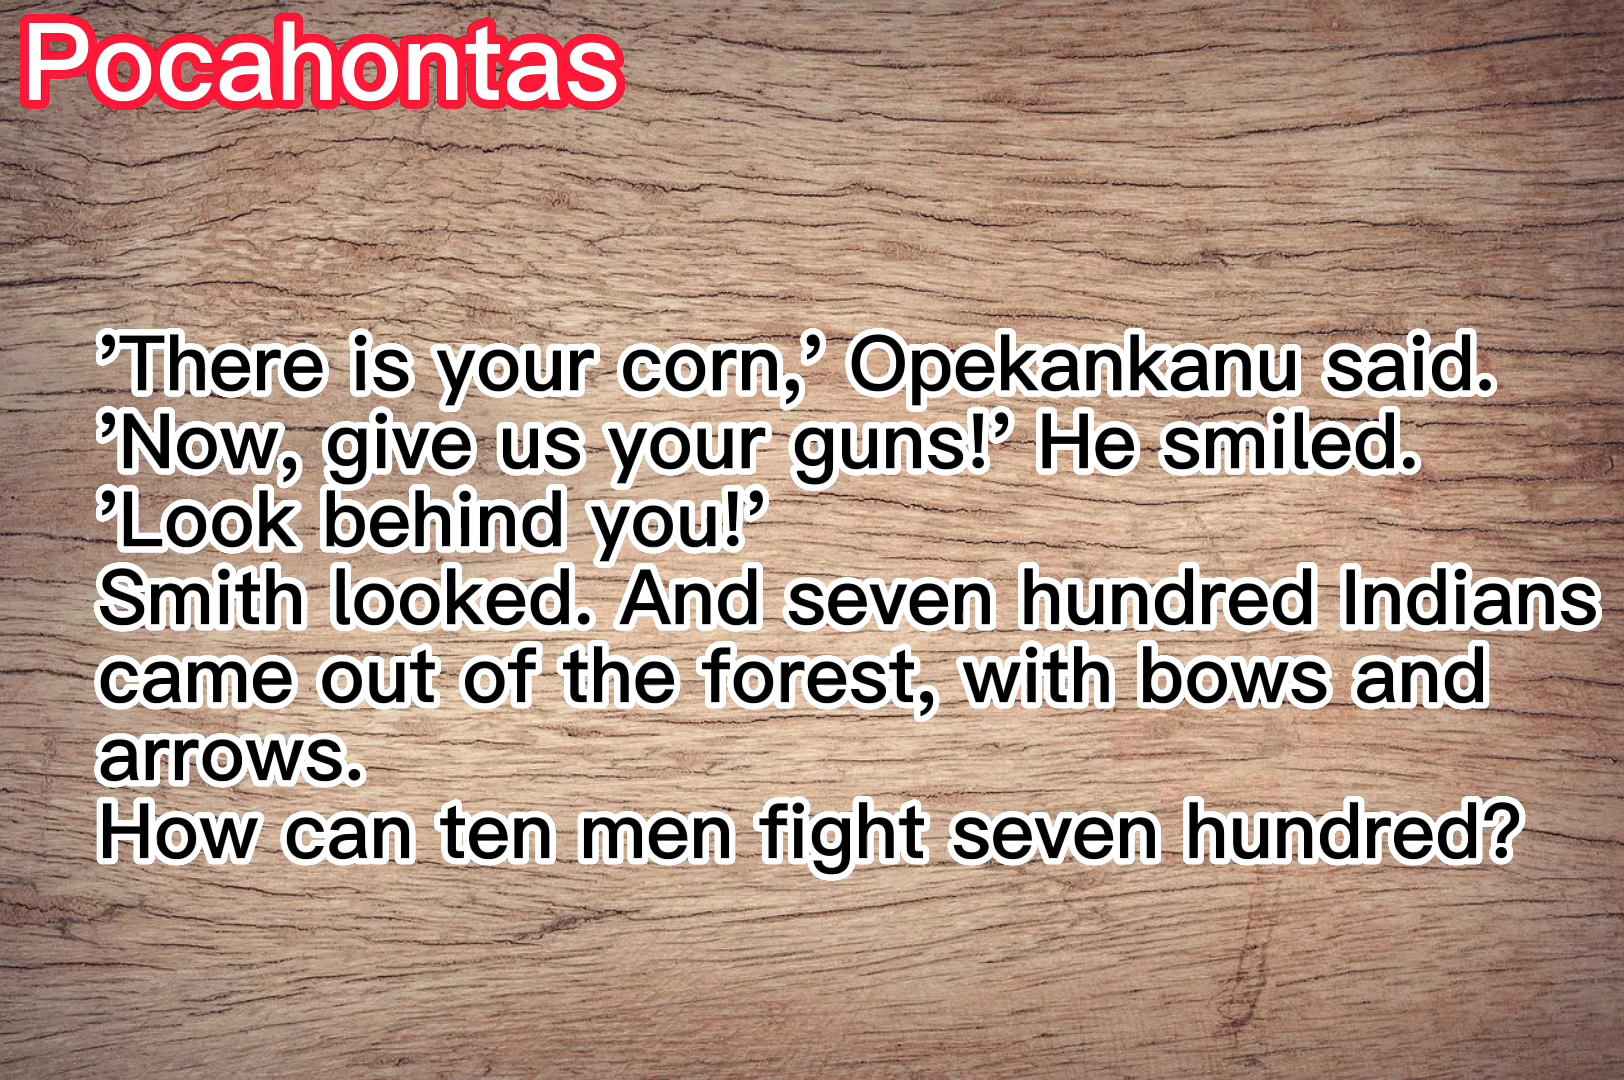 Pocahontas
’There is your corn,’ Opekankanu said.
’Now, give us your guns!’ He smiled.
’Look behind you!’
Smith looked. And seven hundred Indians
came out of the forest, with bows and
arrows.
How can ten men fight seven hundred?